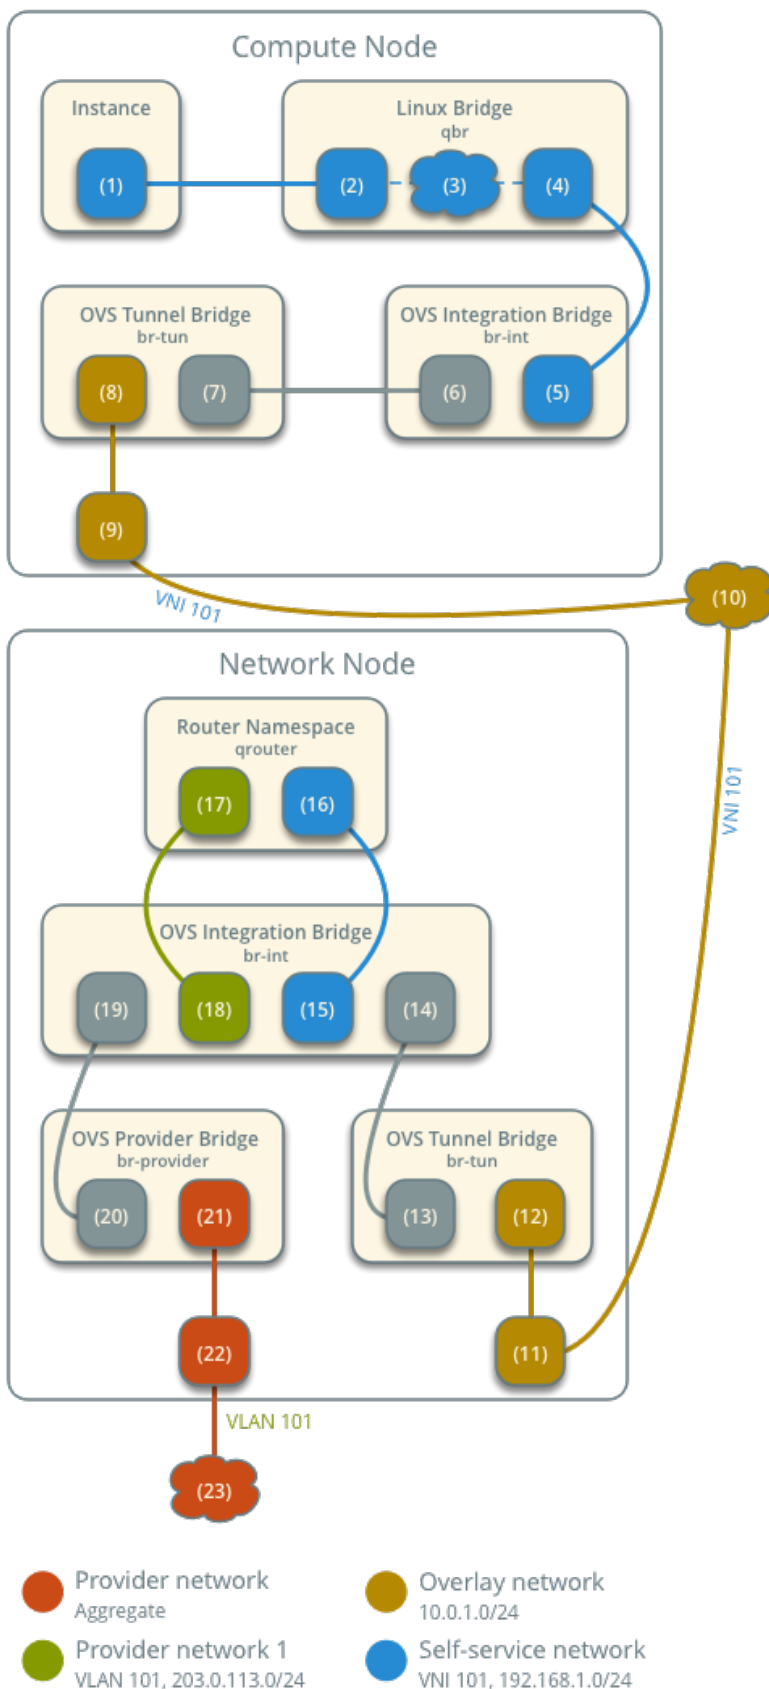 Compute Node
Instance
Linux Bridge
qbr
(1)
(2)
(3)
(4)
OVS Tunnel Bridge
br-tun
OVS Integration Bridge
br-int
(8)
(7)
(6)
(5)
(9)
VNI 101
(10)
Network Node
Router Namespace
qrouter
(17)
(16)
VNI 101
OVS Integration Bridge
br-int
(19)
(18)
(15)
(14)
OVS Provider Bridge
br-provider
OVS Tunnel Bridge
br-tun
(20)
(21)
(13)
(12)
(22)
(11)
VLAN 101
(23)
Provider network
Aggregate
Overlay network
10.0.1.0/24
Provider network 1
VLAN 101, 203.0.113.0/24
Self-service network
VNI 101, 192.168.1.0/24